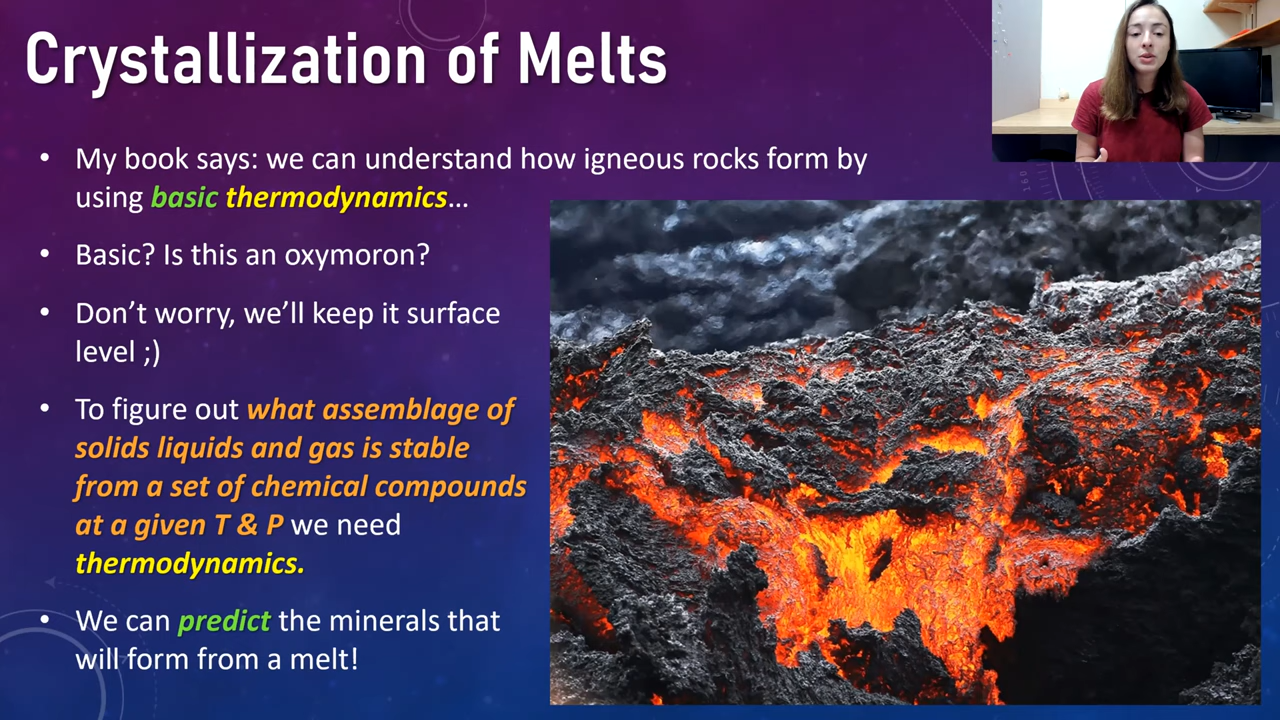 Crystallization of Melts
• My book says: we can understand how igneous rocks form by
using basic thermodynamics…
• Basic? Is this an oxymoron?
• Don’t worry, we’ll keep it surface
level ;)
• To figure out what assemblage of
solids liquids and gas is stable
from a set of chemical compounds
at a given T & P we need
thermodynamics.
• We can predict the minerals that
will form from a melt!